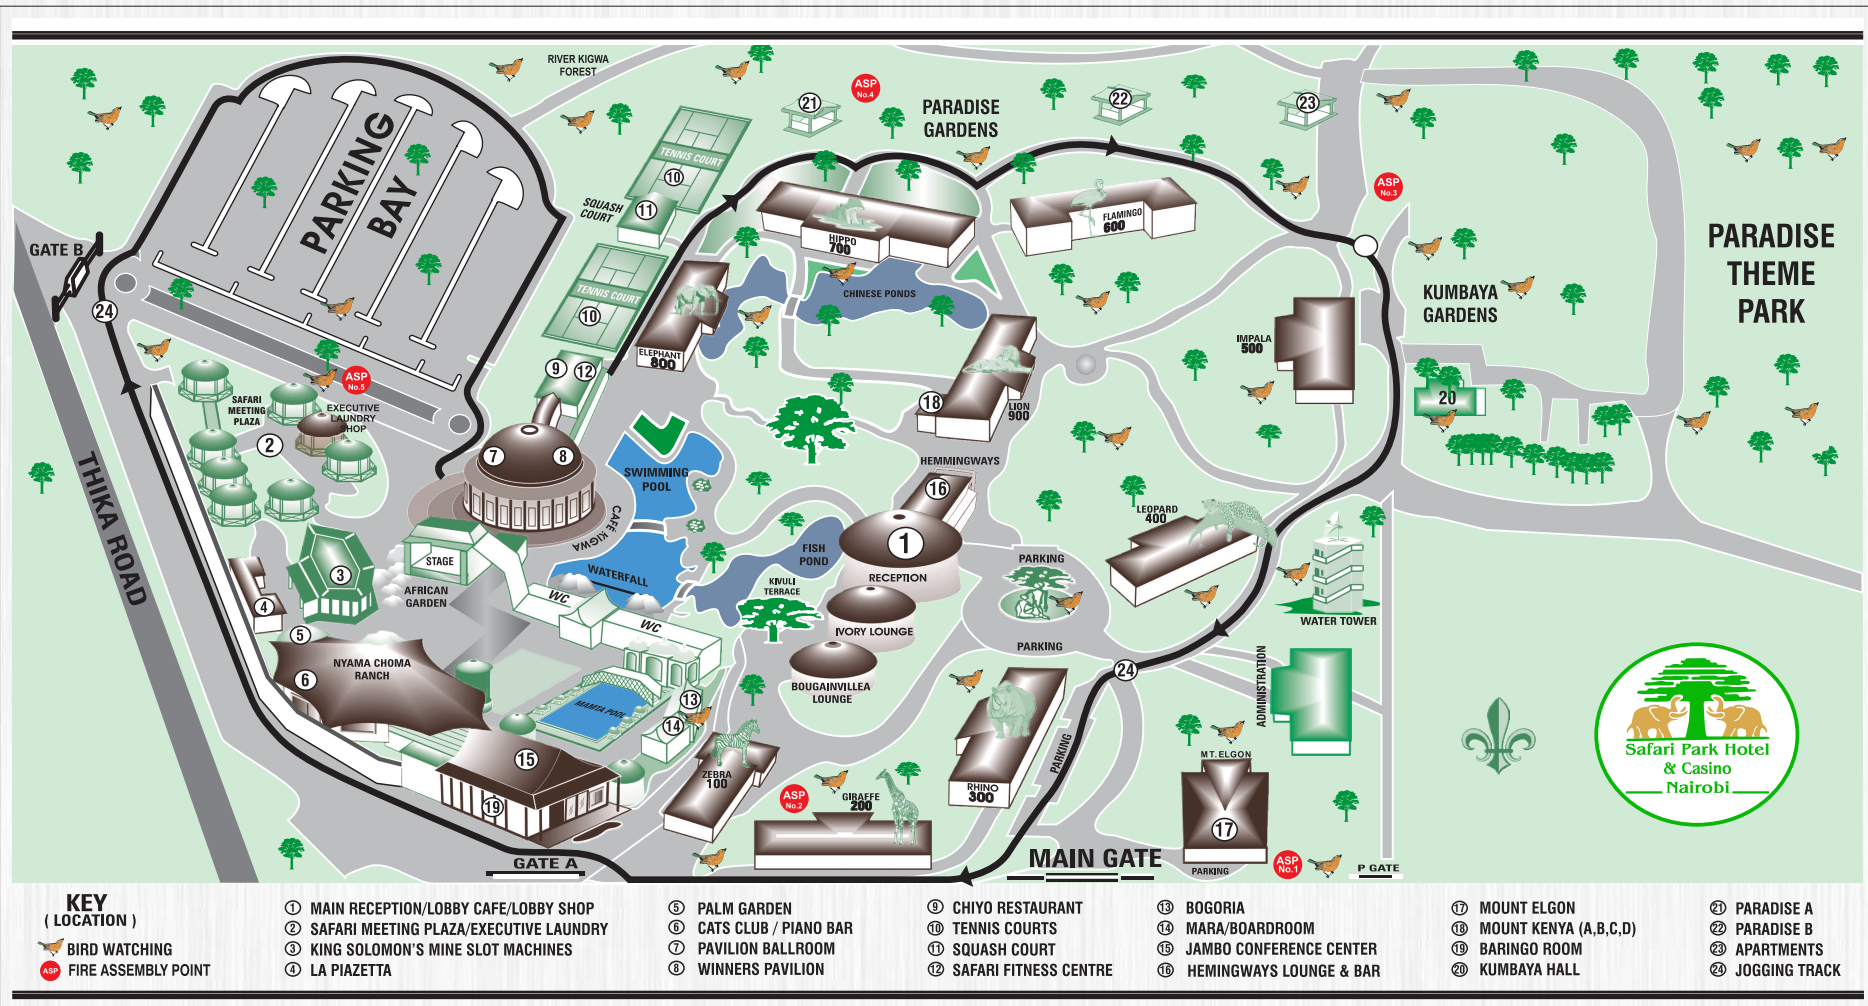 RIVER KIGWA
FOREST
ASP
No.4
21
22
23
PARADISE
GARDENS
PARKING
BAY
TENNIS COURT
10
SQUASH
COURT
11
ASP
No.3
GATE B
24
HIPPO
700
FLAMINGO
600
PARADISE
THEME
PARK
KUMBAYA
GARDENS
CHINESE PONDS
TENNIS COURT
10
ELEPHANT
800
IMPALA
500
9
12
ASP
No.5
SAFARI
MEETING
PLAZA
EXECUTIVE
LAUNDRY
SHOP
2
18
LION
900
20
7
8
SWIMMING
POOL
HEMMINGWAYS
16
THIKA ROAD
CAFE KIGWA
LEOPARD
400
STAGE
1
RECEPTION
FISH
POND
PARKING
3
AFRICAN
GARDEN
WATERFALL
KIVULI
TERRACE
4
WC
WC
5
IVORY LOUNGE
WATER TOWER
PARKING
NYAMA CHOMA
RANCH
6
BOUGAINVILLEA
LOUNGE
24
ADMINISTRATION
MAMTA POOL
13
14
15
ZEBRA
100
PARKING
MT.ELGON
Safari Park Hotel
& Casino
Nairobi
19
ASP
No.2
GIRAFFE
200
RHINO
300
17
GATE A
MAIN GATE
PARKING
ASP
No.1
P GATE
KEY
( LOCATION )
BIRD WATCHING
ASP FIRE ASSEMBLY POINT
1 MAIN RECEPTION/LOBBY CAFE/LOBBY SHOP
2 SAFARI MEETING PLAZA/EXECUTIVE LAUNDRY
3 KING SOLOMON'S MINE SLOT MACHINES
4 LA PIAZETTA
5 PALM GARDEN
6 CATS CLUB / PIANO BAR
7 PAVILION BALLROOM
8 WINNERS PAVILION
9 CHIYO RESTAURANT
10 TENNIS COURTS
11 SQUASH COURT
12 SAFARI FITNESS CENTRE
13 BOGORIA
14 MARA/BOARDROOM
15 JAMBO CONFERENCE CENTER
16 HEMINGWAYS LOUNGE & BAR
17 MOUNT ELGON
18 MOUNT KENYA (A,B,C,D)
19 BARINGO ROOM
20 KUMBAYA HALL
21 PARADISE A
22 PARADISE B
23 APARTMENTS
24 JOGGING TRACK